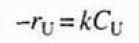 -r_U = kC_U